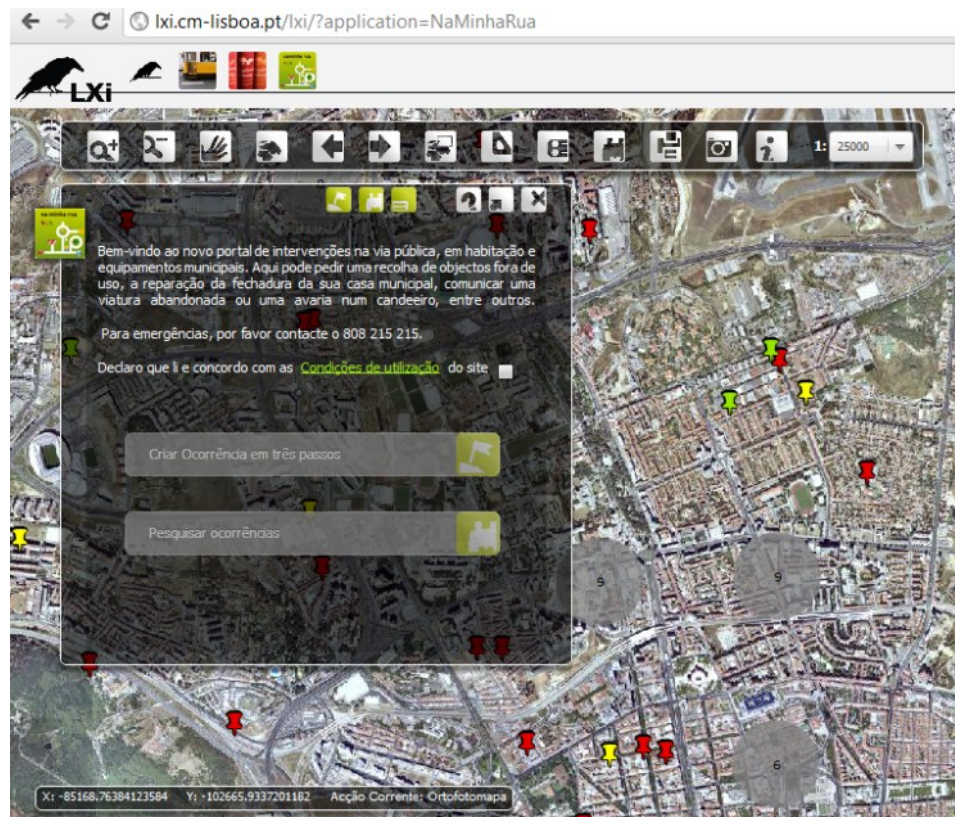 lxi.cm-lisboa.pt/lxi/?application=NaMinhaRua
LXi
1: 25000
na minha rua
Bem-vindo ao novo portal de intervenções na via pública, em habitação e
equipamentos municipais. Aqui pode pedir uma recolha de objectos fora de
uso, a reparação da fechadura da sua casa municipal, comunicar uma
viatura abandonada ou uma avaria num candeeiro, entre outros.
Para emergências, por favor contacte o 808 215 215.
Declaro que li e concordo com as Condições de utilização do site
Criar Ocorrência em três passos
Pesquisar ocorrências
9
9
6
X: -85168.76384123584 Y: -102665.9337201182 Acção Corrente: Ortofotomapa